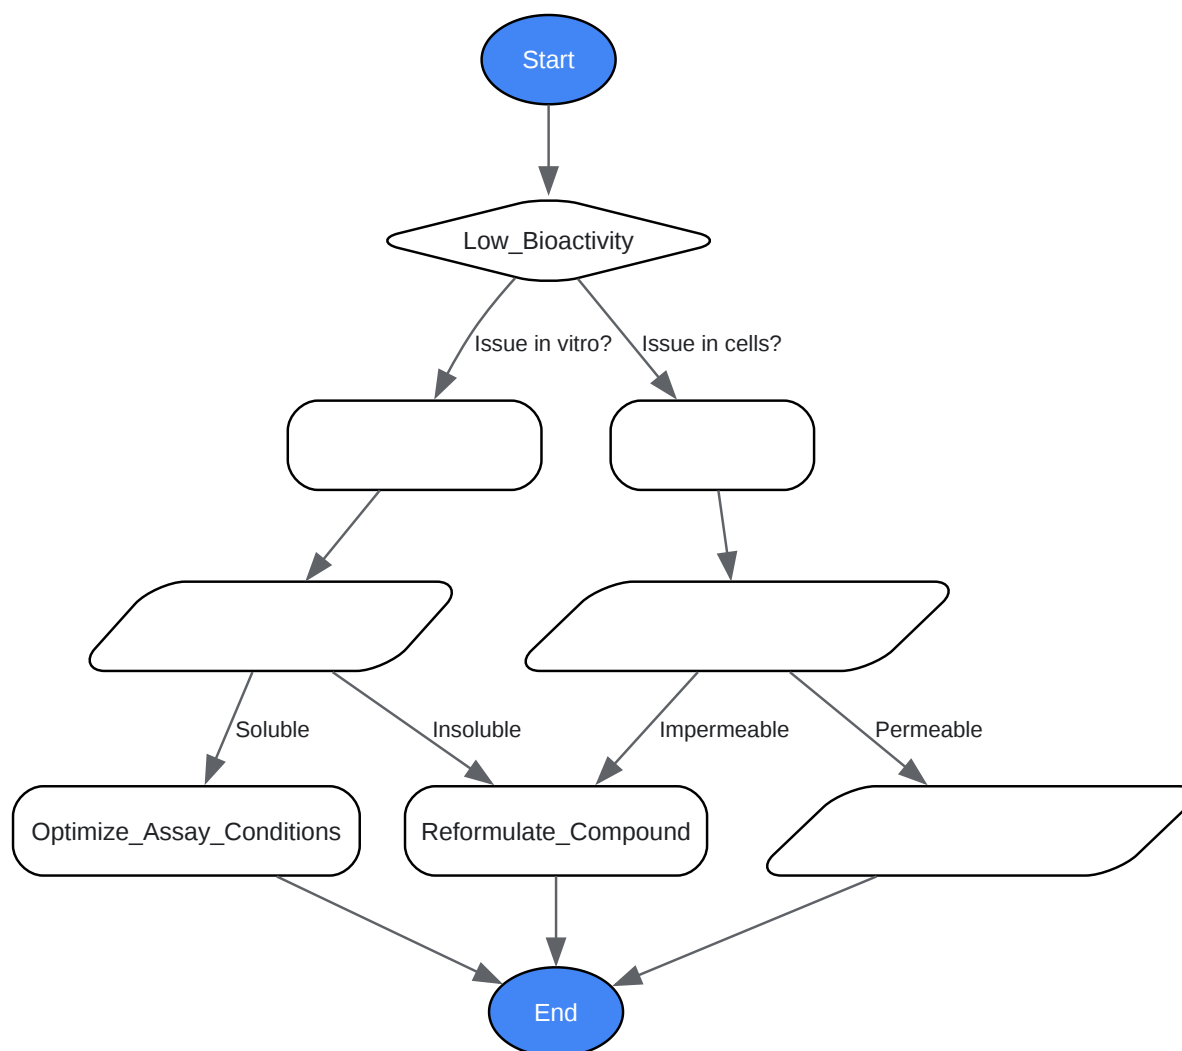 Start
Low_Bioactivity
Issue in vitro?
Issue in cells?
Soluble
Insoluble
Impermeable
Permeable
Optimize_Assay_Conditions
Reformulate_Compound
End